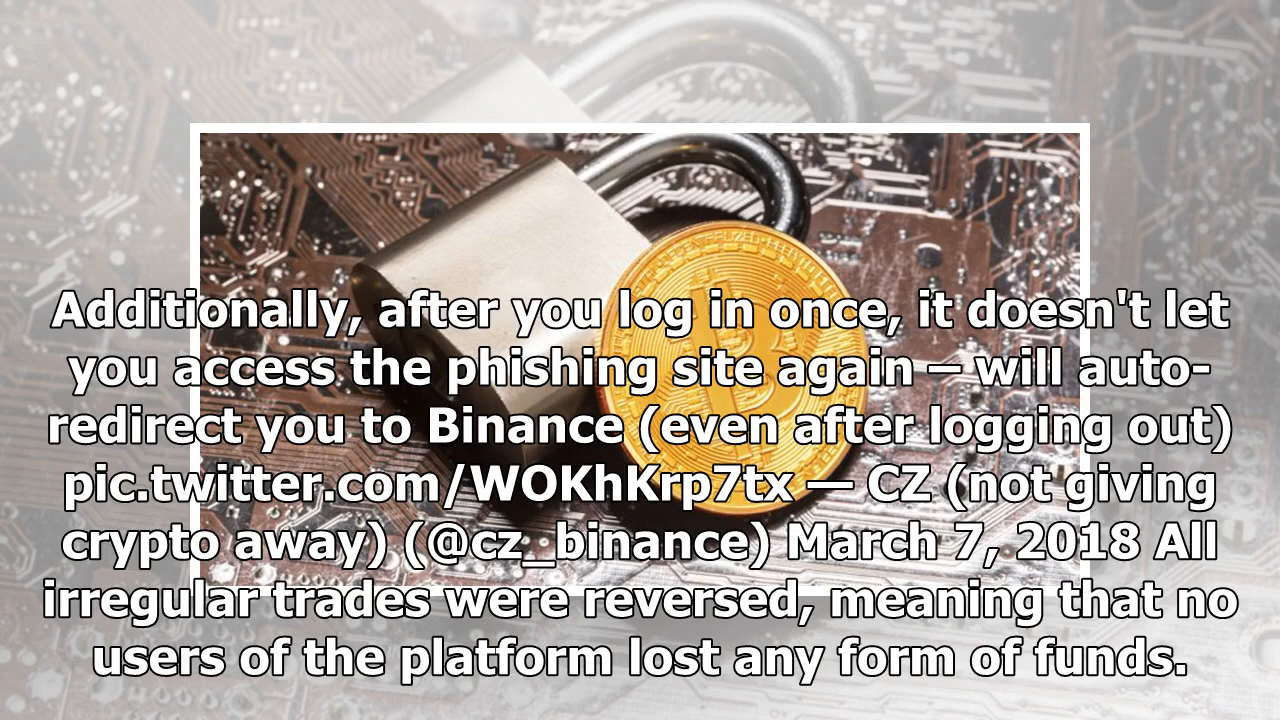 Additionally, after you log in once, it doesn't let
you access the phishing site again — will auto-
redirect you to Binance (even after logging out)
pic.twitter.com/WOKhKrp7tx — CZ (not giving
crypto away) (@cz_binance) March 7, 2018 All
irregular trades were reversed, meaning that no
users of the platform lost any form of funds.